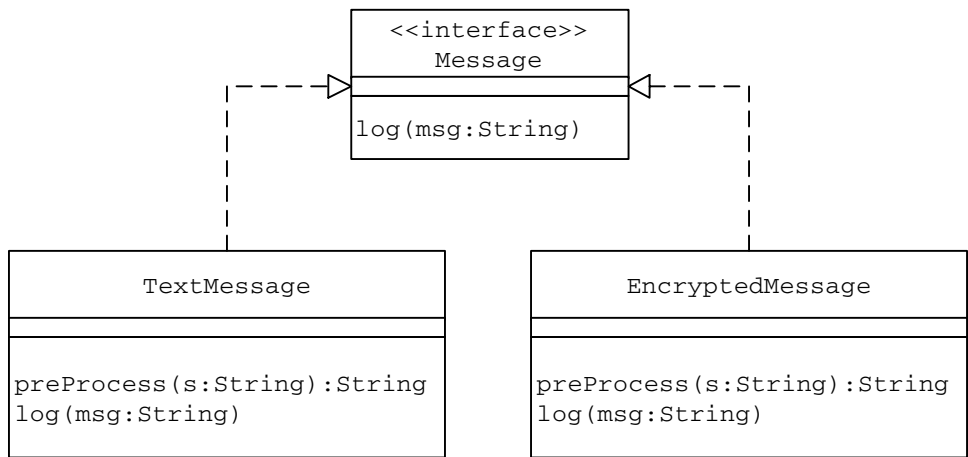 <<interface>>
Message
log(msg:String)
TextMessage
preProcess(s:String):String
log(msg:String)
EncryptedMessage
preProcess(s:String):String
log(msg:String)